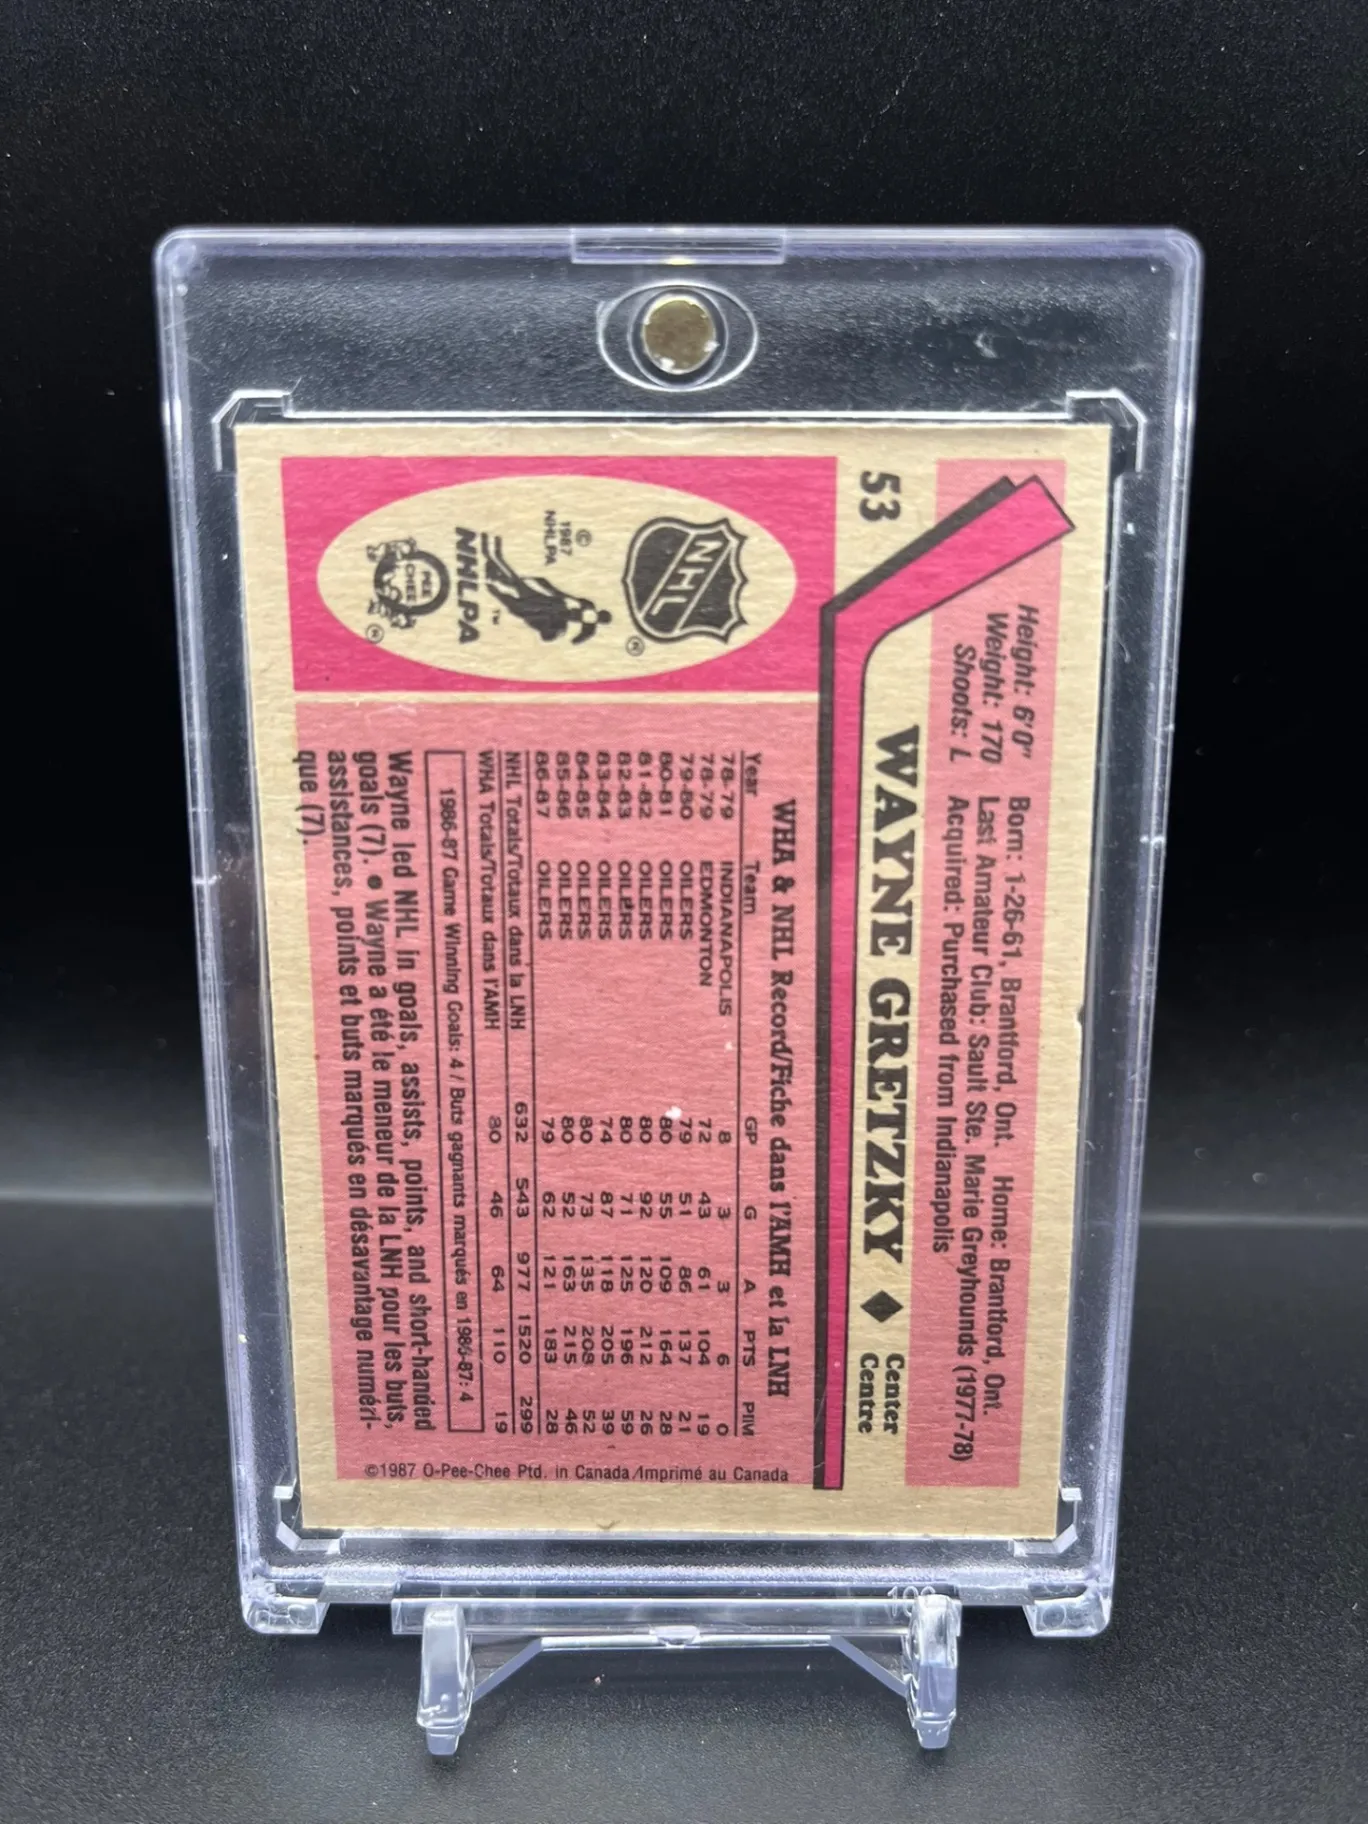 53
Height: 6'0" Born: 1-26-61, Brantford, Ont. Home: Brantford, Ont.
Weight: 170 Last Amateur Club: Sault Ste. Marie Greyhounds (1977-78)
Shoots: L Acquired: Purchased from Indianapolis
WAYNE GRETZKY ◆ Center
Centre
NHL
®
© 1987 NHLPA
NHLPA
™
O PEE CHEE
®
WHA & NHL Record/Fiche dans l'AMH et la LNH
Year Team GP G A PTS PIM
78-79 INDIANAPOLIS 8 3 3 6 0
78-79 EDMONTON 72 43 61 104 19
79-80 OILERS 79 51 86 137 21
80-81 OILERS 80 55 109 164 28
81-82 OILERS 80 92 120 212 26
82-83 OILERS 80 71 125 196 59
83-84 OILERS 74 87 118 205 39
84-85 OILERS 80 73 135 208 52
85-86 OILERS 80 52 163 215 46
86-87 OILERS 79 62 121 183 28
NHL Totals/Totaux dans la LNH 632 543 977 1520 299
WHA Totals/Totaux dans l'AMH 80 46 64 110 19
1986-87 Game Winning Goals: 4 / Buts gagnants marqués en 1986-87: 4
Wayne led NHL in goals, assists, points, and short-handed
goals (7). ● Wayne a été le meneur de la LNH pour les buts,
assistances, points et buts marqués en désavantage numéri-
que (7).
©1987 O-Pee-Chee Ptd. in Canada/Imprimé au Canada